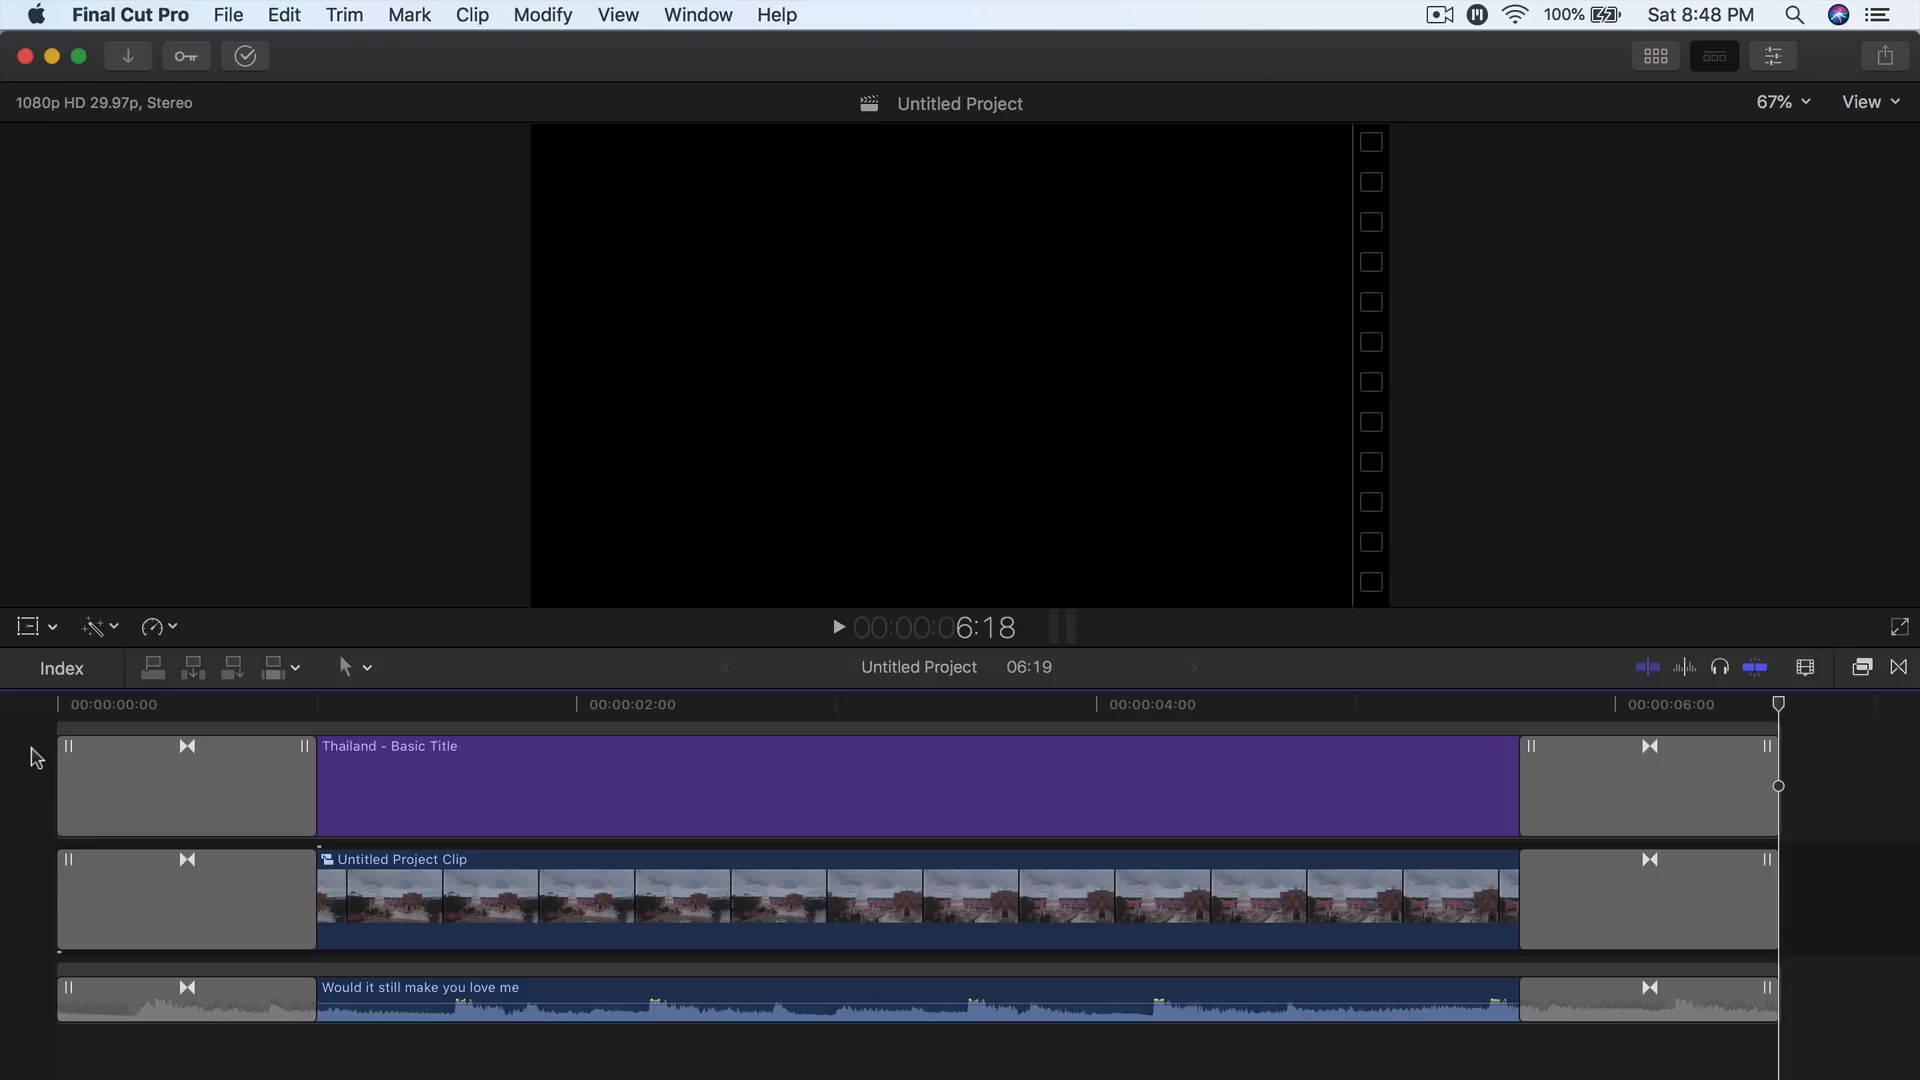 Final Cut Pro File Edit Trim Mark Clip Modify View Window Help 100% Sat 8:48 PM
1080p HD 29.97p, Stereo Untitled Project 67% View
00:00:06:18
Index Untitled Project 06:19
00:00:00:00 00:00:02:00 00:00:04:00 00:00:06:00
Thailand - Basic Title
Untitled Project Clip
Would it still make you love me